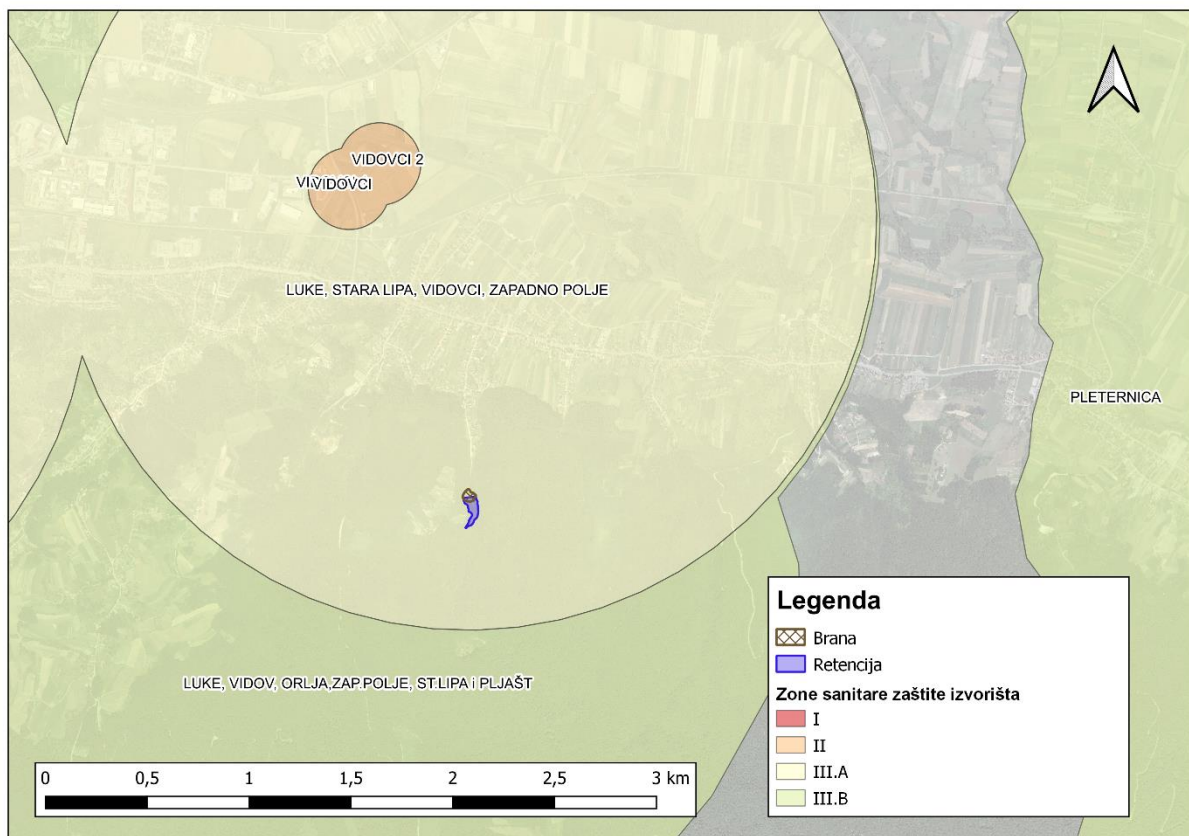 VIDOVCI 2
VIDOVCI
LUKE, STARA LIPA, VIDOVCI, ZAPADNO POLJE
PLETERNICA
LUKE, VIDOV, ORLJA,ZAP.POLJE, ST.LIPA i PLJAŠT
Legenda
Brana
Retencija
Zone sanitare zaštite izvorišta
I
II
III.A
III.B
0 0,5 1 1,5 2 2,5 3 km